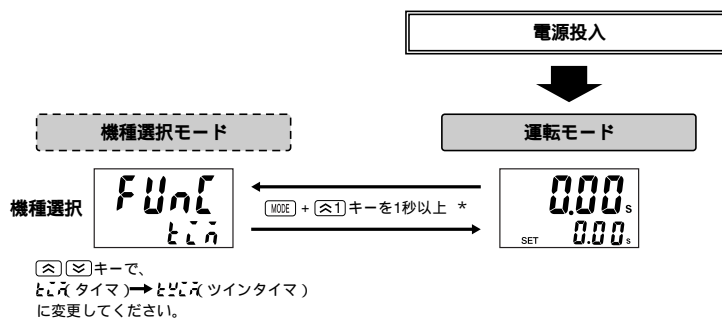 電源投入
機種選択モード
運転モード
機種選択
FUnC
tim
MODE + 1 キーを1秒以上 *
0.00s
SET 0.00s
キーで、
tim(タイマ)→ttim(ツインタイマ)
に変更してください。